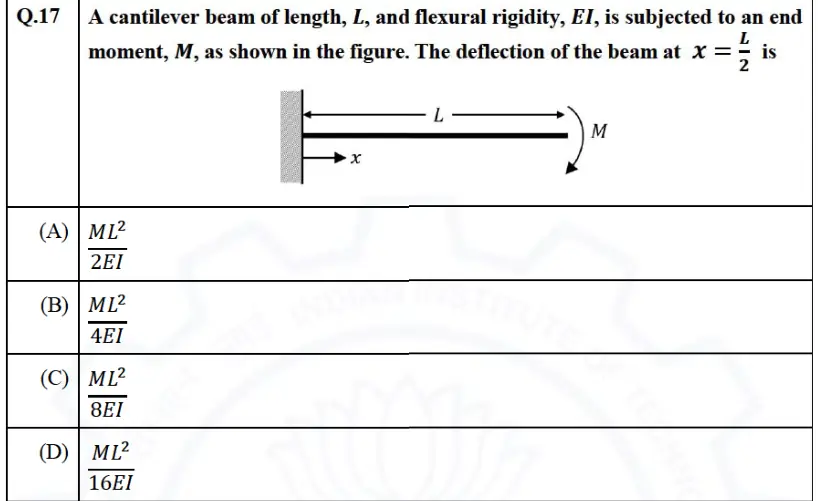 Q.17 A cantilever beam of length, L, and flexural rigidity, EI, is subjected to an end
moment, M, as shown in the figure. The deflection of the beam at x = L/2 is
L
M
x
(A) ML²/2EI
(B) ML²/4EI
(C) ML²/8EI
(D) ML²/16EI